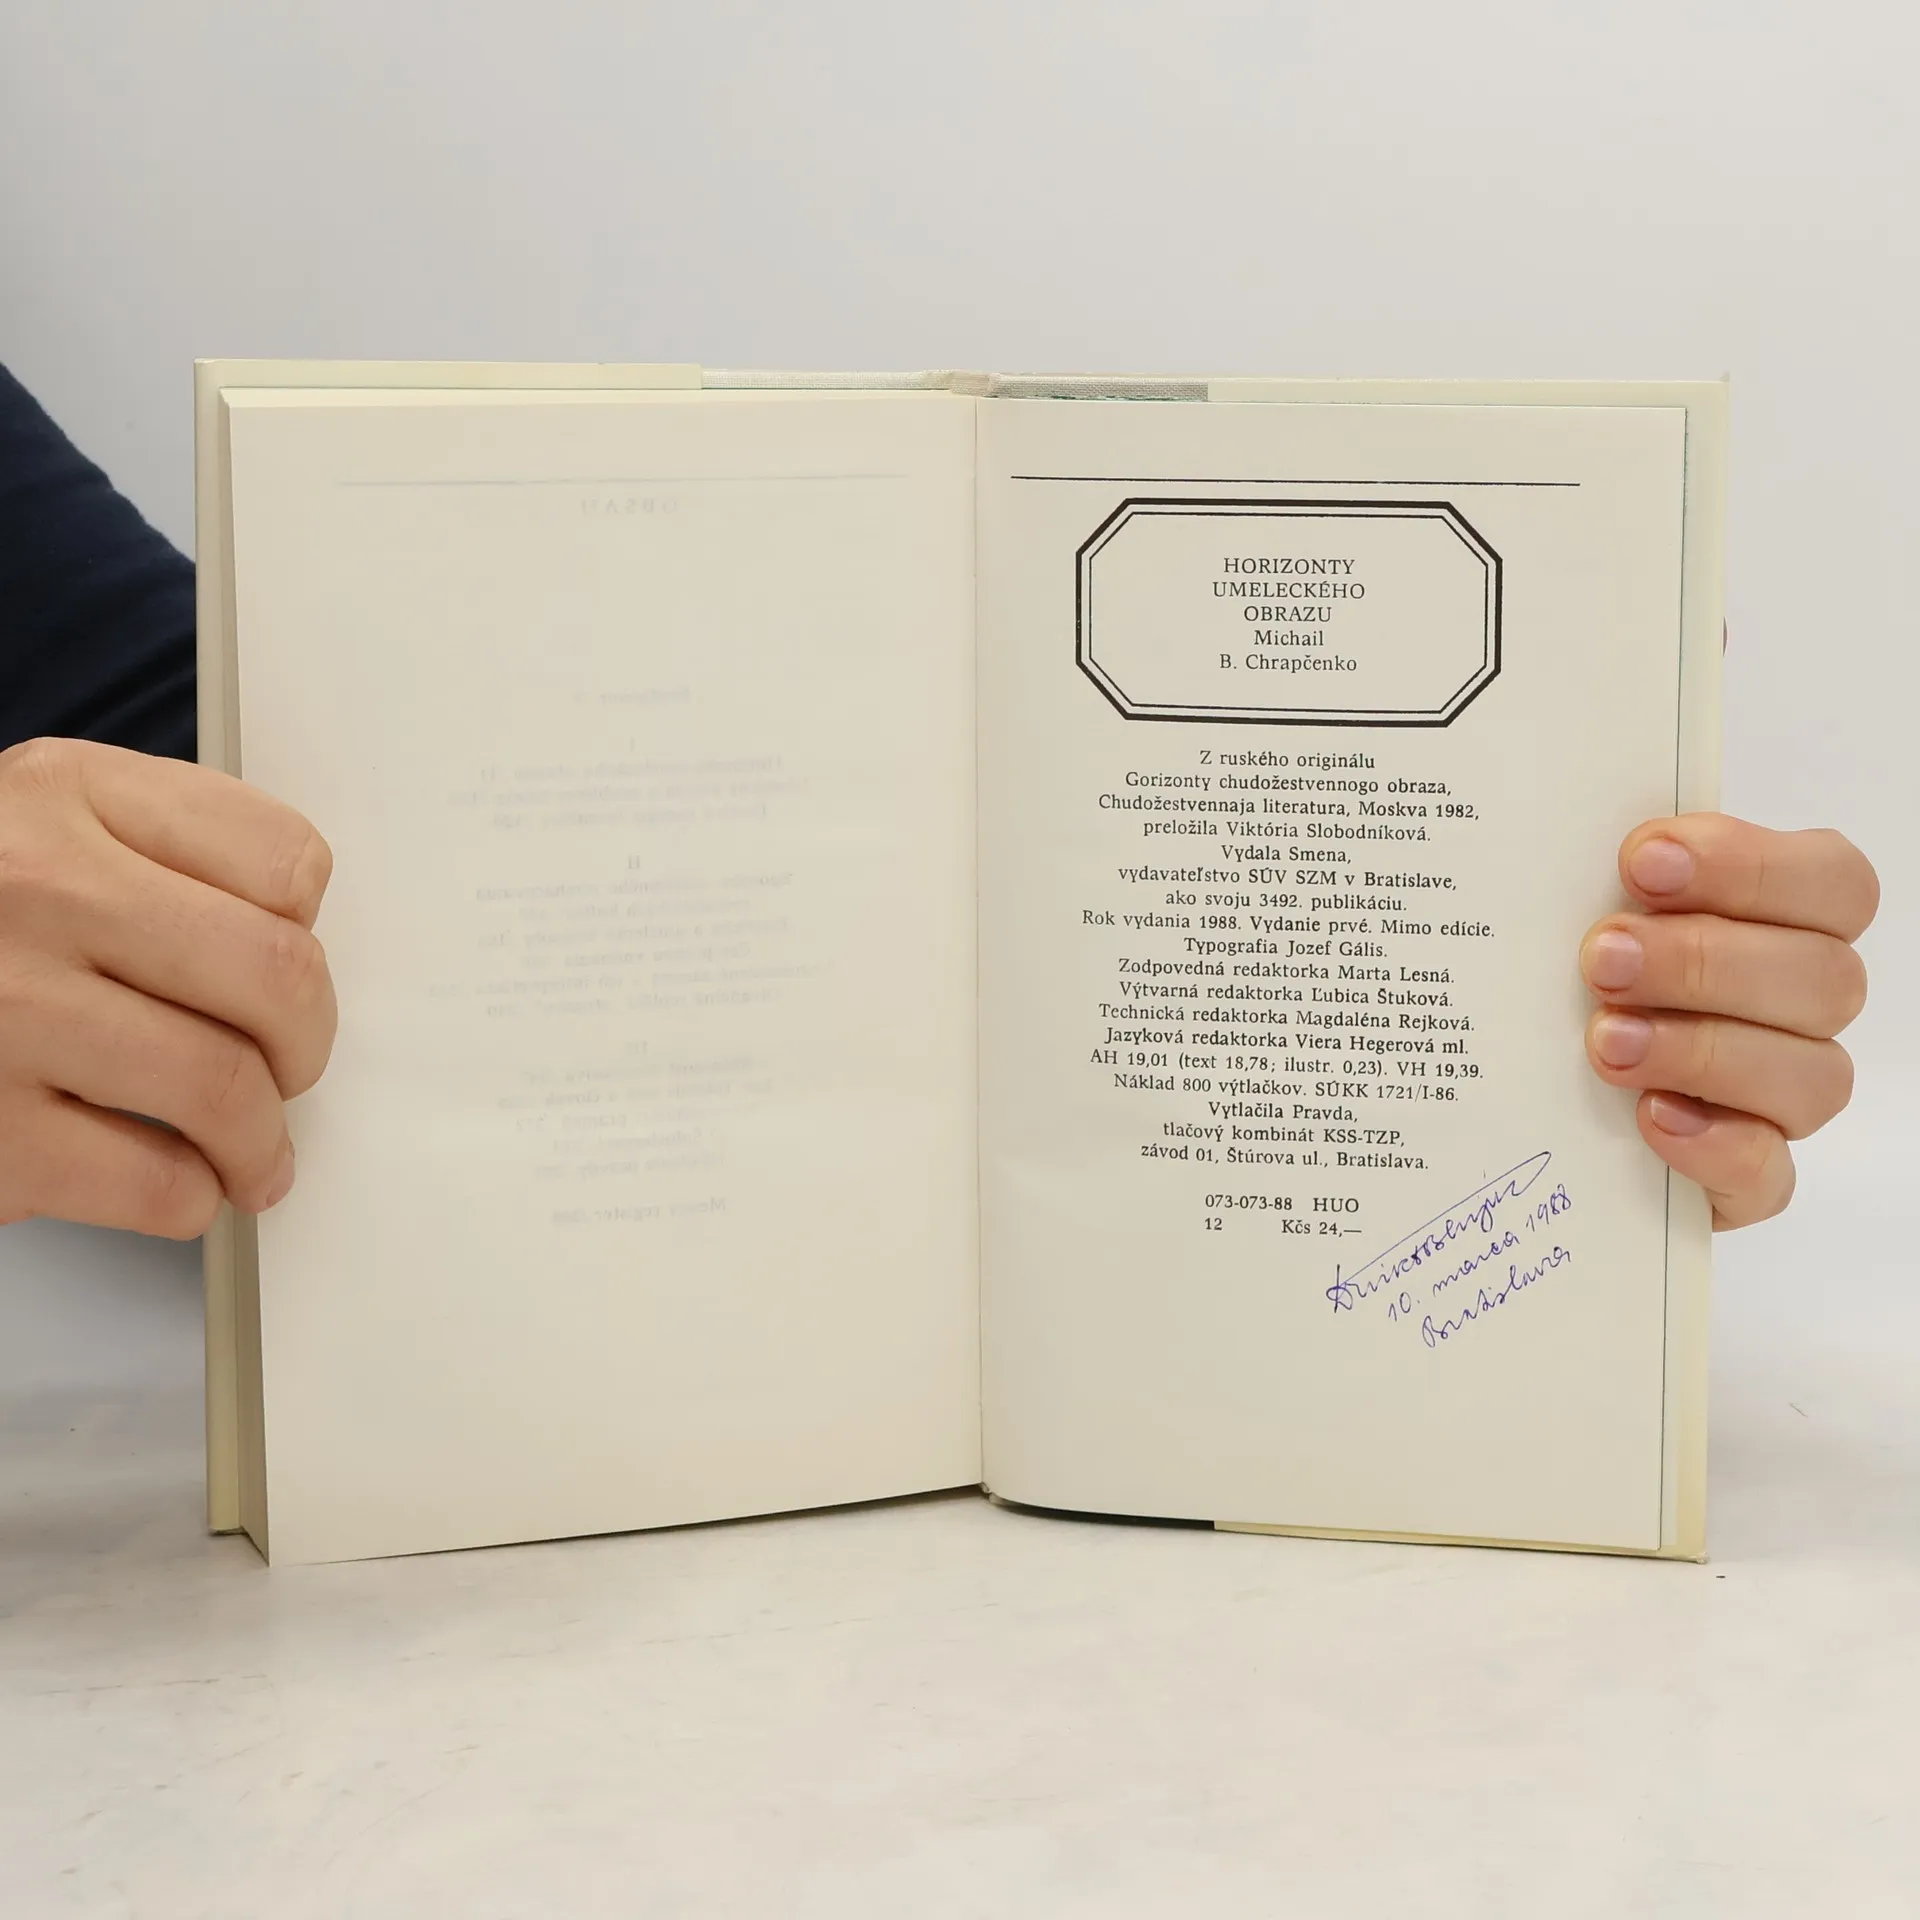 HORIZONTY
UMELECKÉHO
OBRAZU
Michail
B. Chrapčenko
Z ruského originálu
Gorizonty chudožestvennogo obraza,
Chudožestvennaja literatura, Moskva 1982,
preložila Viktória Slobodníková.
Vydala Smena,
vydavateľstvo SÚV SZM v Bratislave,
ako svoju 3492. publikáciu.
Rok vydania 1988. Vydanie prvé. Mimo edície.
Typografia Jozef Gális.
Zodpovedná redaktorka Marta Lesná.
Výtvarná redaktorka Ľubica Štuková.
Technická redaktorka Magdaléna Rejková.
Jazyková redaktorka Viera Hegerová ml.
AH 19,01 (text 18,78; ilustr. 0,23). VH 19,39.
Náklad 800 výtlačkov. SÚKK 1721/I-86.
Vytlačila Pravda,
tlačový kombinát KSS-TZP,
závod 01, Štúrova ul., Bratislava.
073-073-88 HUO
12 Kčs 24,—
10. marca 1988
Bratislava